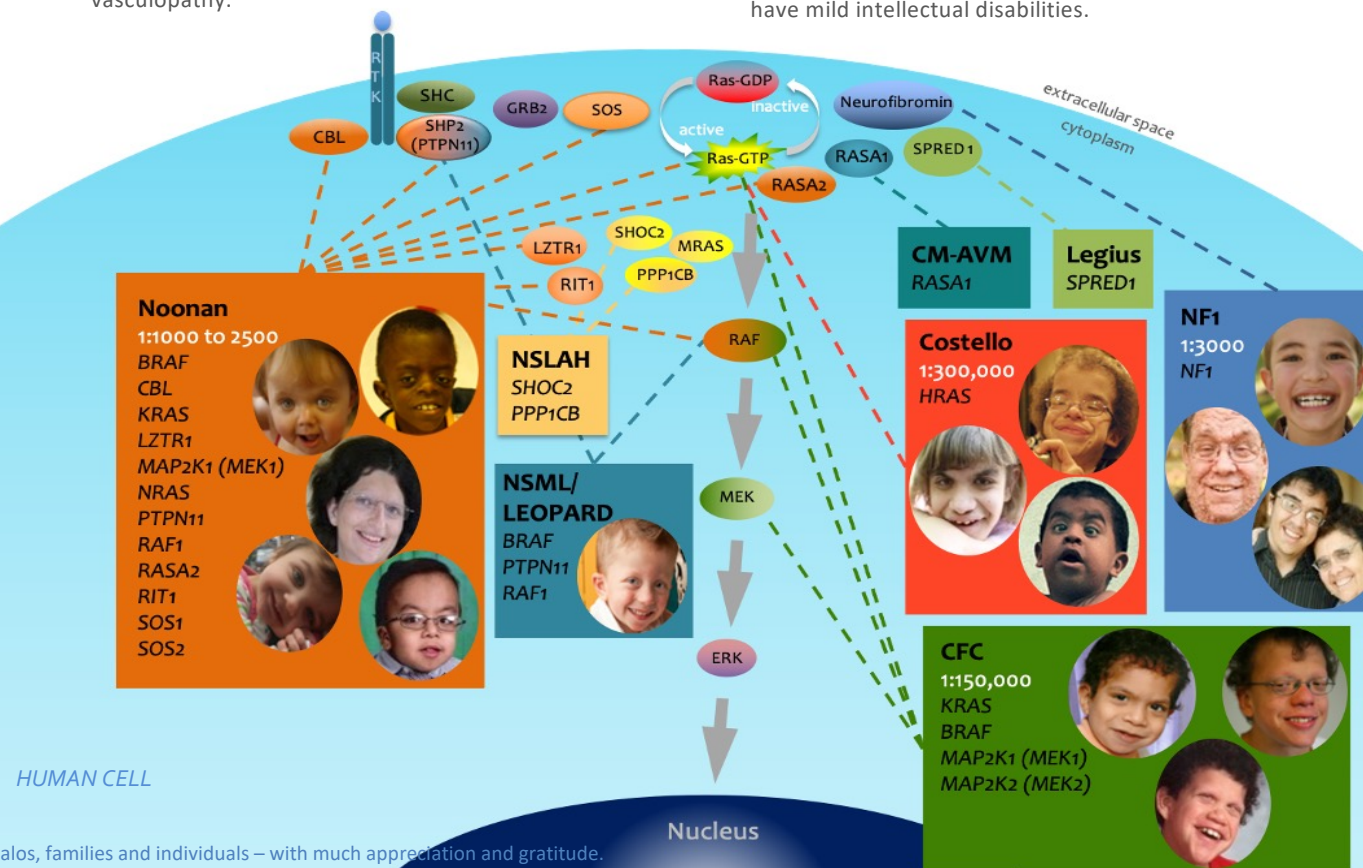 vasculopathy.
have mild intellectual disabilities.
RTK
SHC
SHP2
(PTPN11)
CBL
GRB2
SOS
Ras-GDP
inactive
active
Ras-GTP
Neurofibromin
RASA1
SPRED1
RASA2
extracellular space
cytoplasm
LZTR1
RIT1
SHOC2
MRAS
PPP1CB
RAF
MEK
ERK
Noonan
1:1000 to 2500
BRAF
CBL
KRAS
LZTR1
MAP2K1 (MEK1)
NRAS
PTPN11
RAF1
RASA2
RIT1
SOS1
SOS2
NSLAH
SHOC2
PPP1CB
NSML/
LEOPARD
BRAF
PTPN11
RAF1
CM-AVM
RASA1
Legius
SPRED1
Costello
1:300,000
HRAS
NF1
1:3000
NF1
CFC
1:150,000
KRAS
BRAF
MAP2K1 (MEK1)
MAP2K2 (MEK2)
HUMAN CELL
Nucleus
alos, families and individuals – with much appreciation and gratitude.